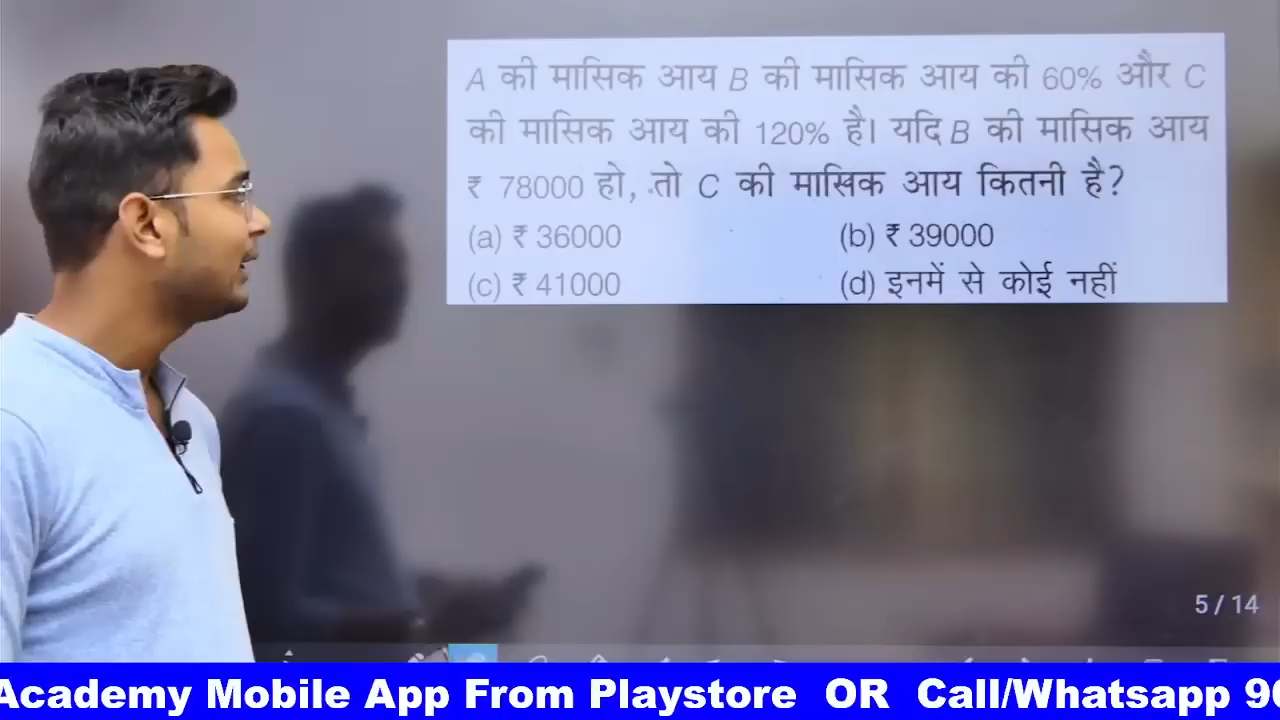 A की मासिक आय B की मासिक आय की 60% और C
की मासिक आय की 120% है। यदि B की मासिक आय
₹ 78000 हो, तो C की मासिक आय कितनी है?
(a) ₹ 36000 (b) ₹ 39000
(c) ₹ 41000 (d) इनमें से कोई नहीं
5 / 14
Academy Mobile App From Playstore OR Call/Whatsapp